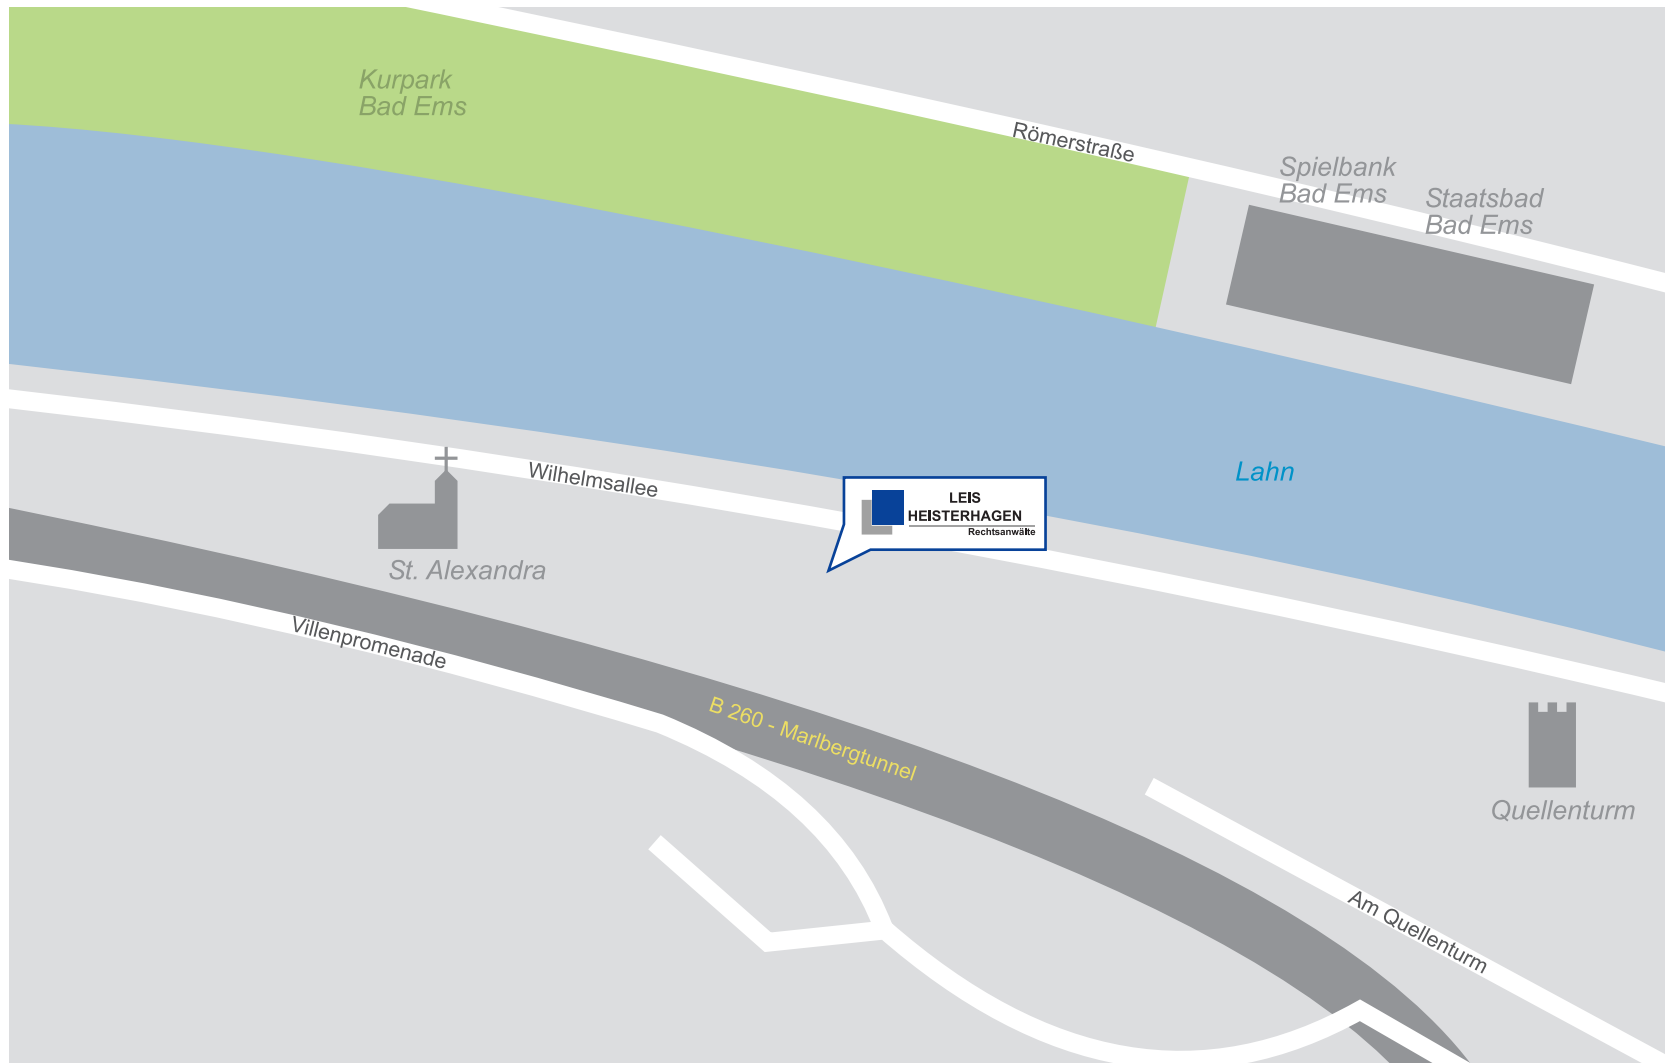 Kurpark
Bad Ems
Römerstraße
Spielbank
Bad Ems
Staatsbad
Bad Ems
Lahn
Wilhelmsallee
LEIS
HEISTERHAGEN
Rechtsanwälte
St. Alexandra
Villenpromenade
B 260 - Marlbergtunnel
Quellenturm
Am Quellenturm